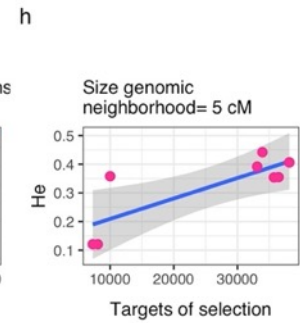 h
Size genomic
neighborhood= 5 cM
0.5
0.4
0.3
0.2
0.1
He
10000 20000 30000
Targets of selection